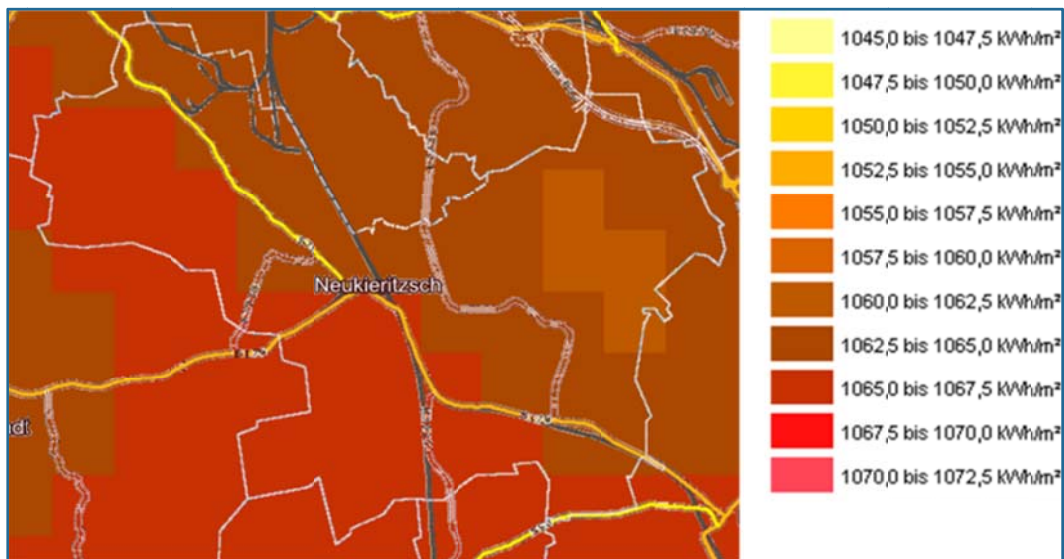 Neukieritzsch
1045,0 bis 1047,5 kWh/m²
1047,5 bis 1050,0 kWh/m²
1050,0 bis 1052,5 kWh/m²
1052,5 bis 1055,0 kWh/m²
1055,0 bis 1057,5 kWh/m²
1057,5 bis 1060,0 kWh/m²
1060,0 bis 1062,5 kWh/m²
1062,5 bis 1065,0 kWh/m²
1065,0 bis 1067,5 kWh/m²
1067,5 bis 1070,0 kWh/m²
1070,0 bis 1072,5 kWh/m²